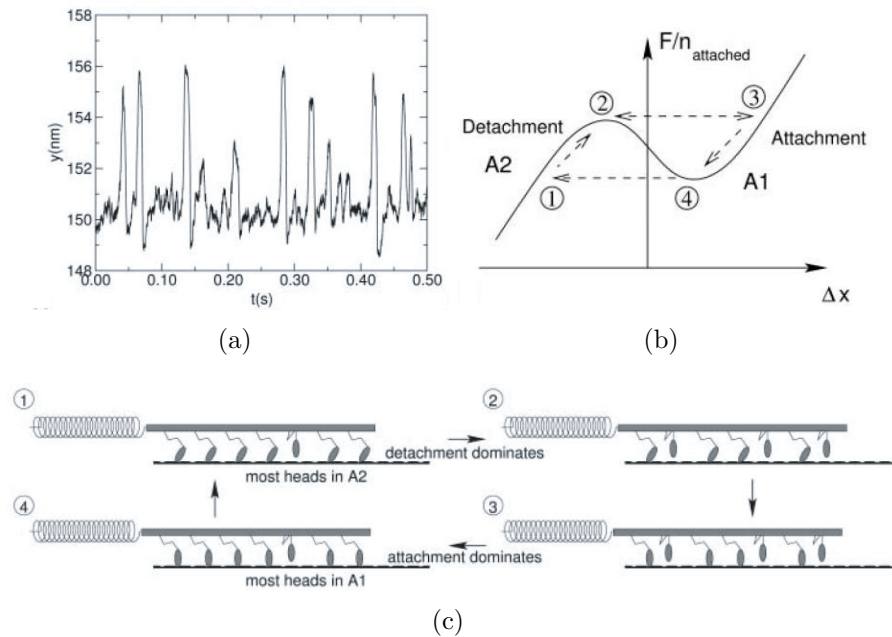 158
156
154
152
150
148
y(nm)
0.00
0.10
0.20
0.30
0.40
0.50
t(s)
(a)
F/n attached
②
③
Detachment
Attachment
A2
A1
①
④
Δx
(b)
①
②
most heads in A2
detachment dominates
④
③
most heads in A1
attachment dominates
(c)